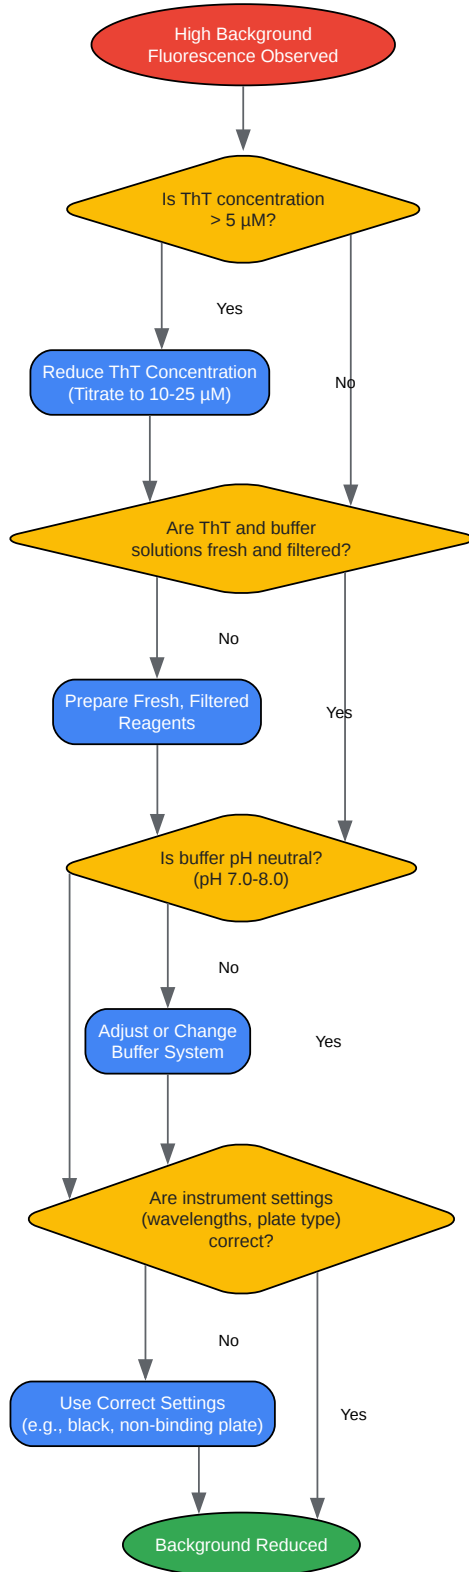 High Background
Fluorescence Observed
Is ThT concentration
> 5 µM?
Yes
Reduce ThT Concentration
(Titrate to 10-25 µM)
No
Are ThT and buffer
solutions fresh and filtered?
No
Prepare Fresh, Filtered
Reagents
Yes
Is buffer pH neutral?
(pH 7.0-8.0)
No
Adjust or Change
Buffer System
Yes
Are instrument settings
(wavelengths, plate type)
correct?
No
Use Correct Settings
(e.g., black, non-binding plate)
Yes
Background Reduced